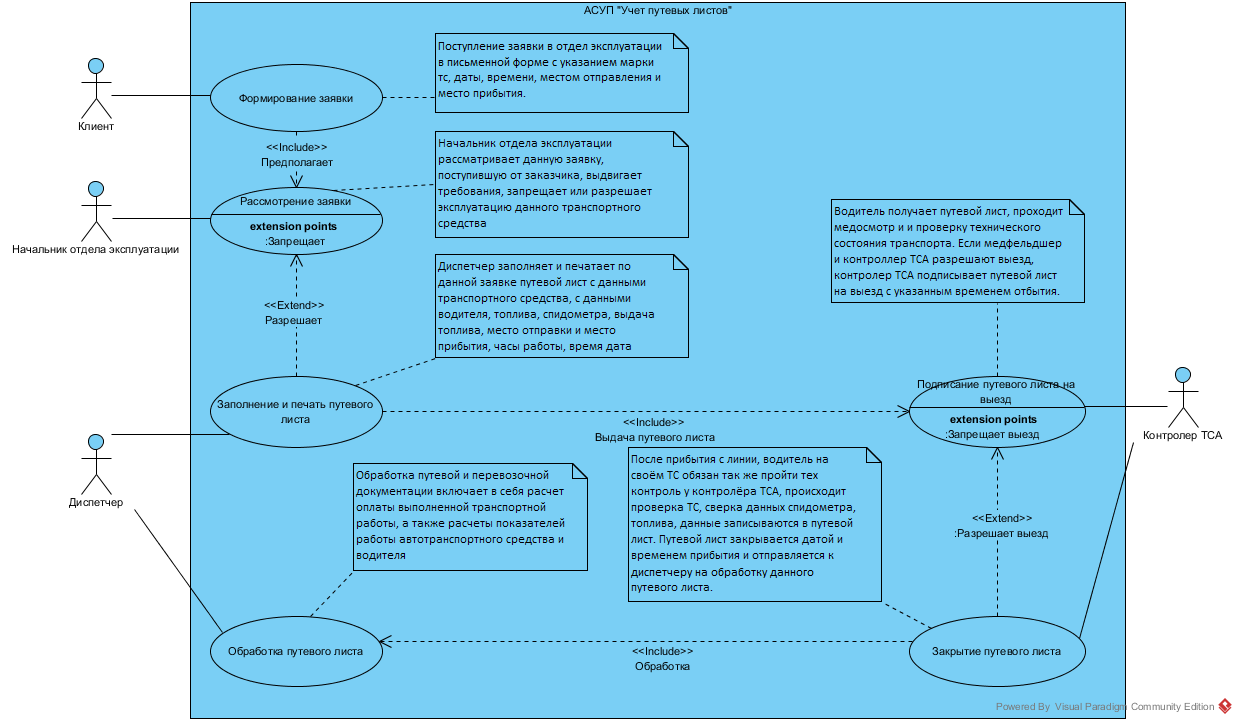 АСУП "Учет путевых листов"
Поступление заявки в отдел эксплуатации
в письменной форме с указанием марки
тс, даты, времени, местом отправления и
место прибытия.
Формирование заявки
Клиент
<<Include>>
Предполагает
Начальник отдела эксплуатации
рассматривает данную заявку,
поступившую от заказчика, выдвигает
требования, запрещает или разрешает
эксплуатацию данного транспортного
средства
Рассмотрение заявки
extension points
:Запрещает
Начальник отдела эксплуатации
Водитель получает путевой лист, проходит
медосмотр и и проверку технического
состояния транспорта. Если медфельдшер
и контроллер ТСА разрешают выезд,
контролер ТСА подписывает путевой лист
на выезд с указанным временем отбытия.
Диспетчер заполняет и печатает по
данной заявке путевой лист с данными
транспортного средства, с данными
водителя, топлива, спидометра, выдача
топлива, место отправки и место
прибытия, часы работы, время дата
<<Extend>>
Разрешает
Заполнение и печать путевого
листа
Подписание путевого листа на
выезд
extension points
:Запрещает выезд
Контролер ТСА
<<Include>>
Выдача путевого листа
Диспетчер
Обработка путевой и перевозочной
документации включает в себя расчет
оплаты выполненной транспортной
работы, а также расчеты показателей
работы автотранспортного средства и
водителя
После прибытия с линии, водитель на
своём ТС обязан так же пройти тех
контроль у контролёра ТСА, происходит
проверка ТС, сверка данных спидометра,
топлива, данные записываются в путевой
лист. Путевой лист закрывается датой и
временем прибытия и отправляется к
диспетчеру на обработку данного
путевого листа.
<<Extend>>
:Разрешает выезд
Обработка путевого листа
<<Include>>
Обработка
Закрытие путевого листа
Powered By Visual Paradigm Community Edition